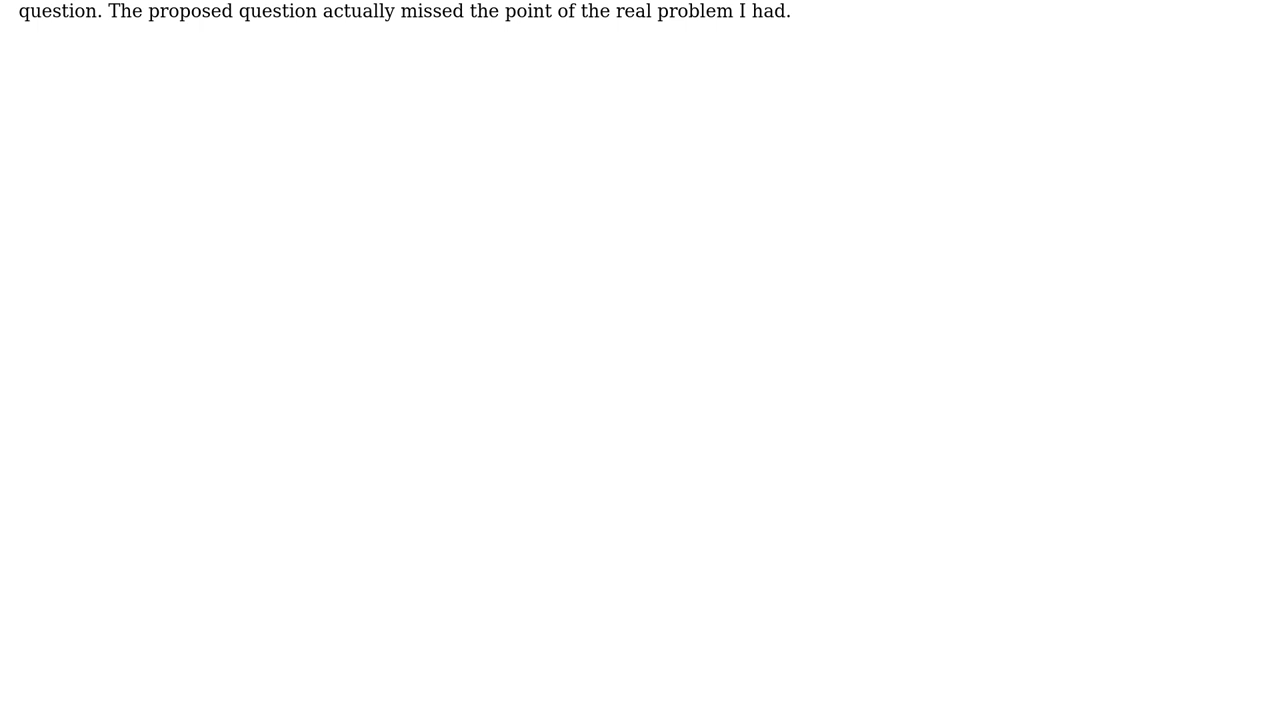 question. The proposed question actually missed the point of the real problem I had.